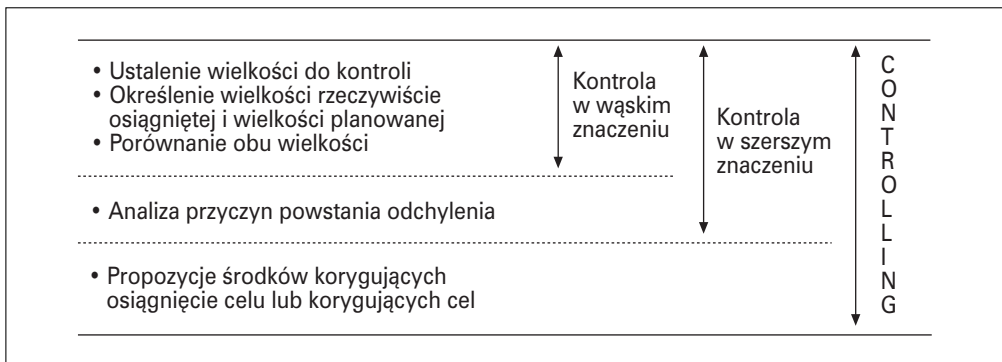 • Ustalenie wielkości do kontroli
• Określenie wielkości rzeczywiście
osiągniętej i wielkości planowanej
• Porównanie obu wielkości
Kontrola
w wąskim
znaczeniu
Kontrola
w szerszym
znaczeniu
• Analiza przyczyn powstania odchylenia
• Propozycje środków korygujących
osiągnięcie celu lub korygujących cel
C
O
N
T
R
O
L
L
I
N
G